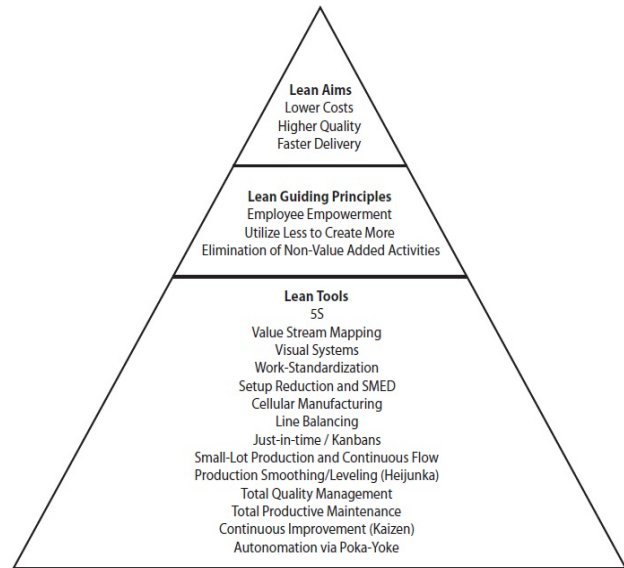 Lean Aims
Lower Costs
Higher Quality
Faster Delivery
Lean Guiding Principles
Employee Empowerment
Utilize Less to Create More
Elimination of Non-Value Added Activities
Lean Tools
5S
Value Stream Mapping
Visual Systems
Work-Standardization
Setup Reduction and SMED
Cellular Manufacturing
Line Balancing
Just-in-time / Kanbans
Small-Lot Production and Continuous Flow
Production Smoothing/Leveling (Heijunka)
Total Quality Management
Total Productive Maintenance
Continuous Improvement (Kaizen)
Autonomation via Poka-Yoke